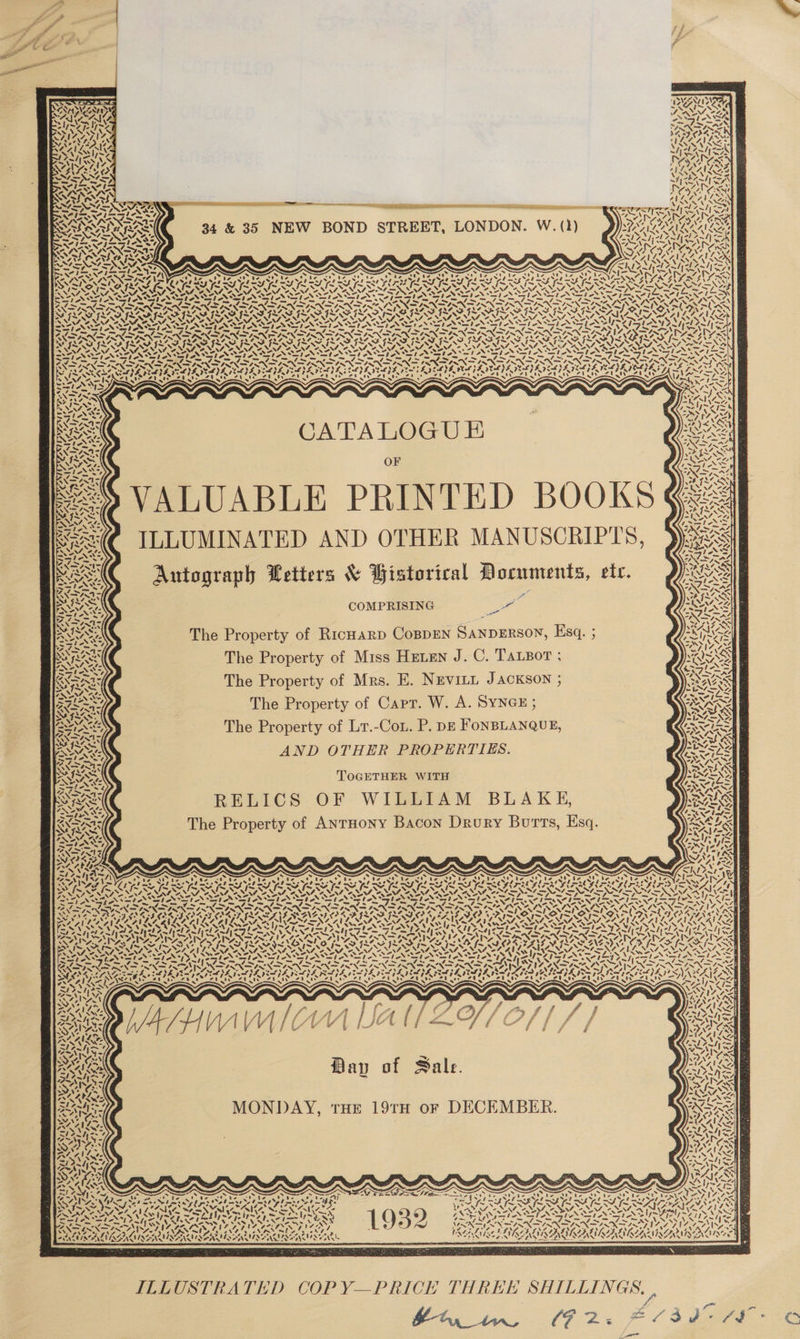 34 & 35 NEW BOND STREET, LONDON. W.(1)
CATALOGUE
OF
VALUABLE PRINTED BOOKS
ILLUMINATED AND OTHER MANUSCRIPTS,
Autograph Letters & Historical Documents, etc.
COMPRISING
The Property of RICHARD COBDEN SANDERSON, Esq. ;
The Property of Miss HELEN J. C. TALBOT ;
The Property of Mrs. E. NEVILL JACKSON ;
The Property of CAPT. W. A. SYNGE ;
The Property of LT.-COL. P. DE FONBLANQUE,
AND OTHER PROPERTIES.
TOGETHER WITH
RELICS OF WILLIAM BLAKE,
The Property of ANTHONY BACON DRURY BUTTS, Esq.
Day of Sale.
MONDAY, THE 19TH OF DECEMBER.
1932
ILLUSTRATED COPY—PRICE THREE SHILLINGS.